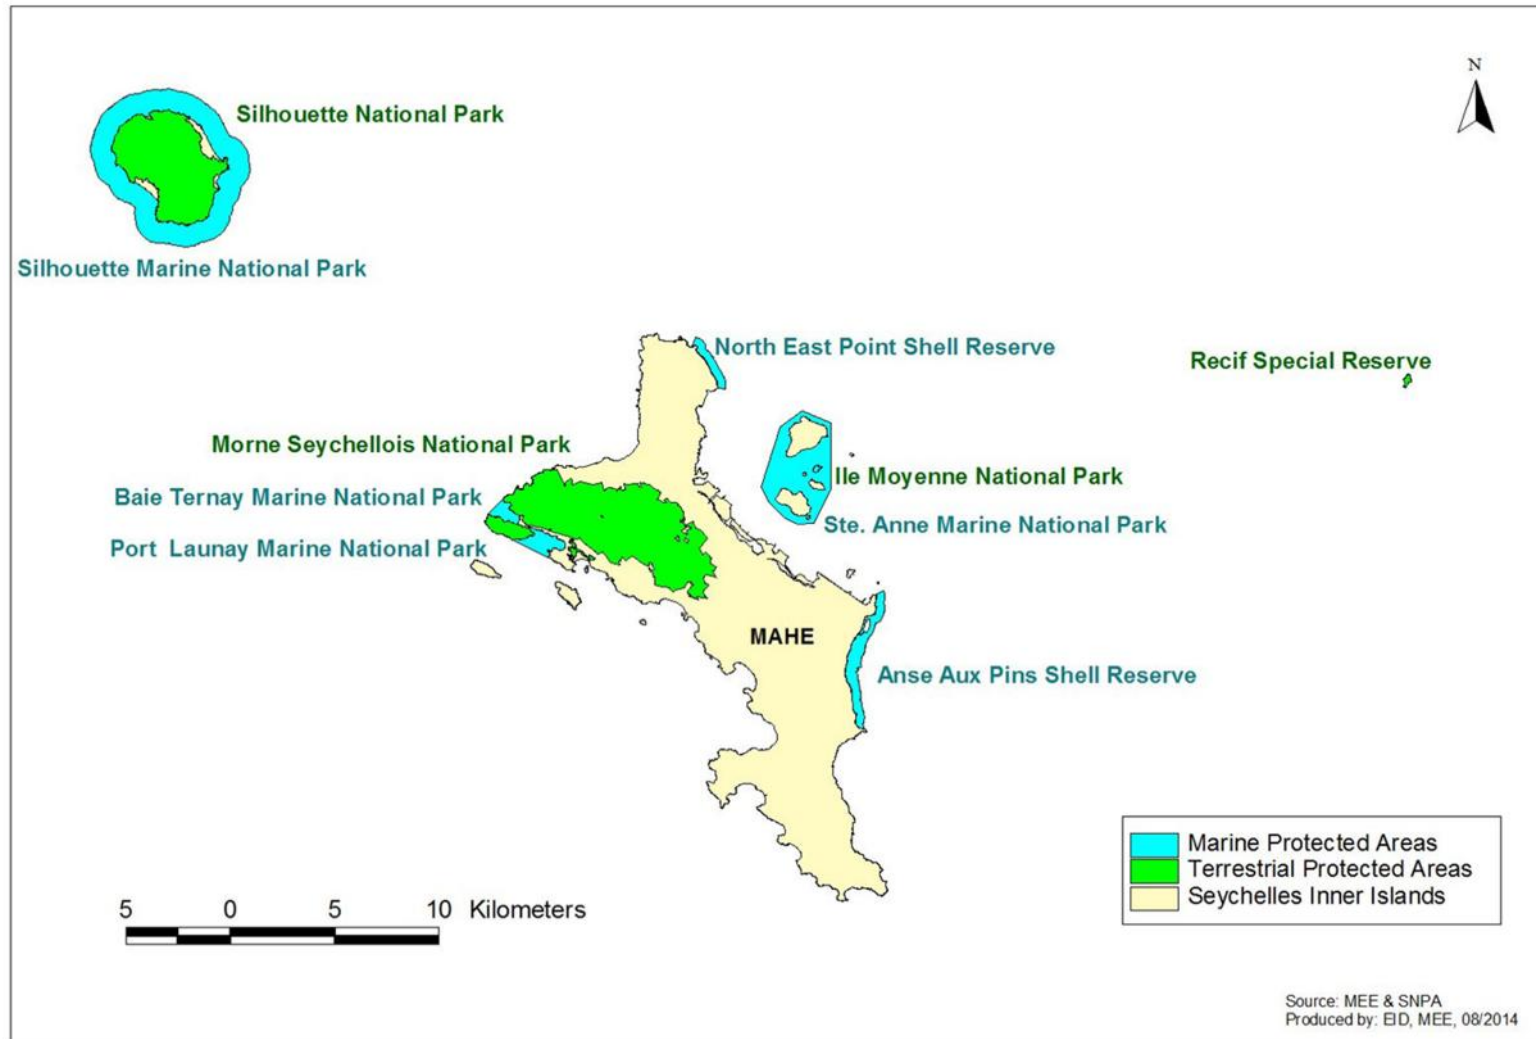 N
Silhouette National Park
Silhouette Marine National Park
North East Point Shell Reserve
Recif Special Reserve
Morne Seychellois National Park
Ile Moyenne National Park
Baie Ternay Marine National Park
Ste. Anne Marine National Park
Port Launay Marine National Park
MAHE
Anse Aux Pins Shell Reserve
Marine Protected Areas
Terrestrial Protected Areas
Seychelles Inner Islands
5 0 5 10 Kilometers
Source: MEE & SNPA
Produced by: EID, MEE, 08/2014